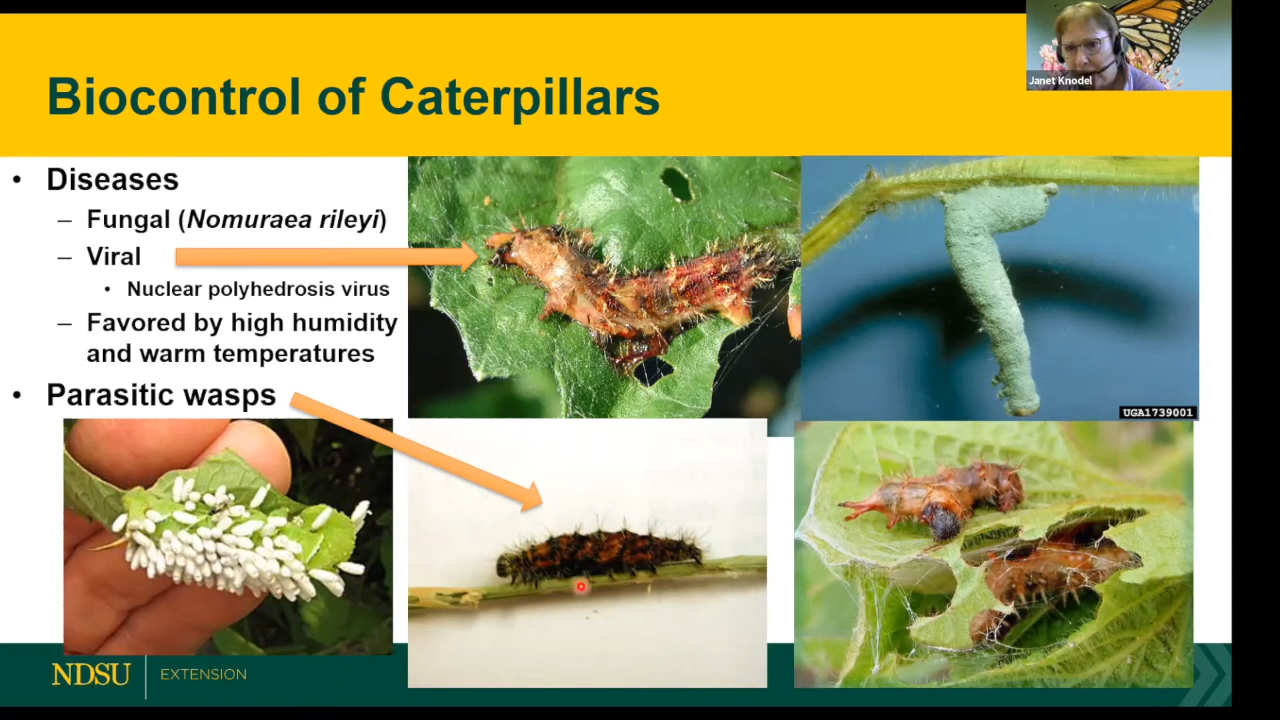 Biocontrol of Caterpillars
Janet Knodel
• Diseases
– Fungal (Nomuraea rileyi)
– Viral
• Nuclear polyhedrosis virus
– Favored by high humidity
and warm temperatures
• Parasitic wasps
UGA1739001
NDSU EXTENSION